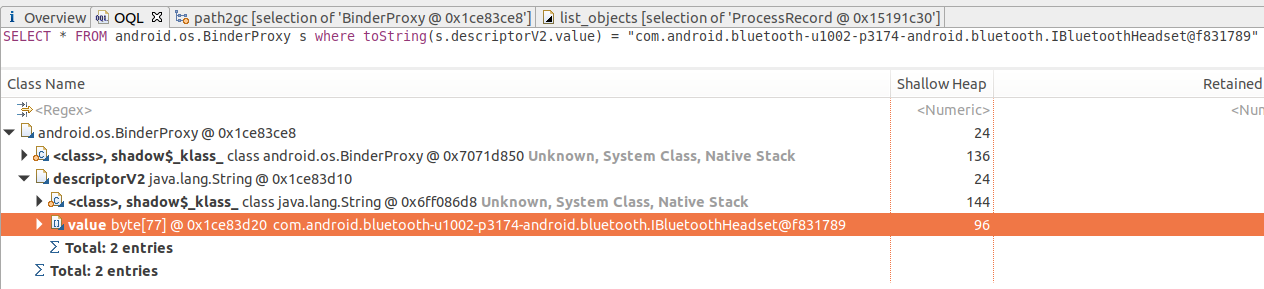 Overview OQL path2gc [selection of 'BinderProxy @ 0x1ce83ce8'] list_objects [selection of 'ProcessRecord @ 0x15191c30']
SELECT * FROM android.os.BinderProxy s where toString(s.descriptorV2.value) = "com.android.bluetooth-u1002-p3174-android.bluetooth.IBluetoothHeadset@f831789"
Class Name Shallow Heap Retained
<Regex> <Numeric> <Nu
android.os.BinderProxy @ 0x1ce83ce8 24
<class>, shadow$_klass_ class android.os.BinderProxy @ 0x7071d850 Unknown, System Class, Native Stack 136
descriptorV2 java.lang.String @ 0x1ce83d10 24
<class>, shadow$_klass_ class java.lang.String @ 0x6ff086d8 Unknown, System Class, Native Stack 144
value byte[77] @ 0x1ce83d20 com.android.bluetooth-u1002-p3174-android.bluetooth.IBluetoothHeadset@f831789 96
Σ Total: 2 entries
Σ Total: 2 entries